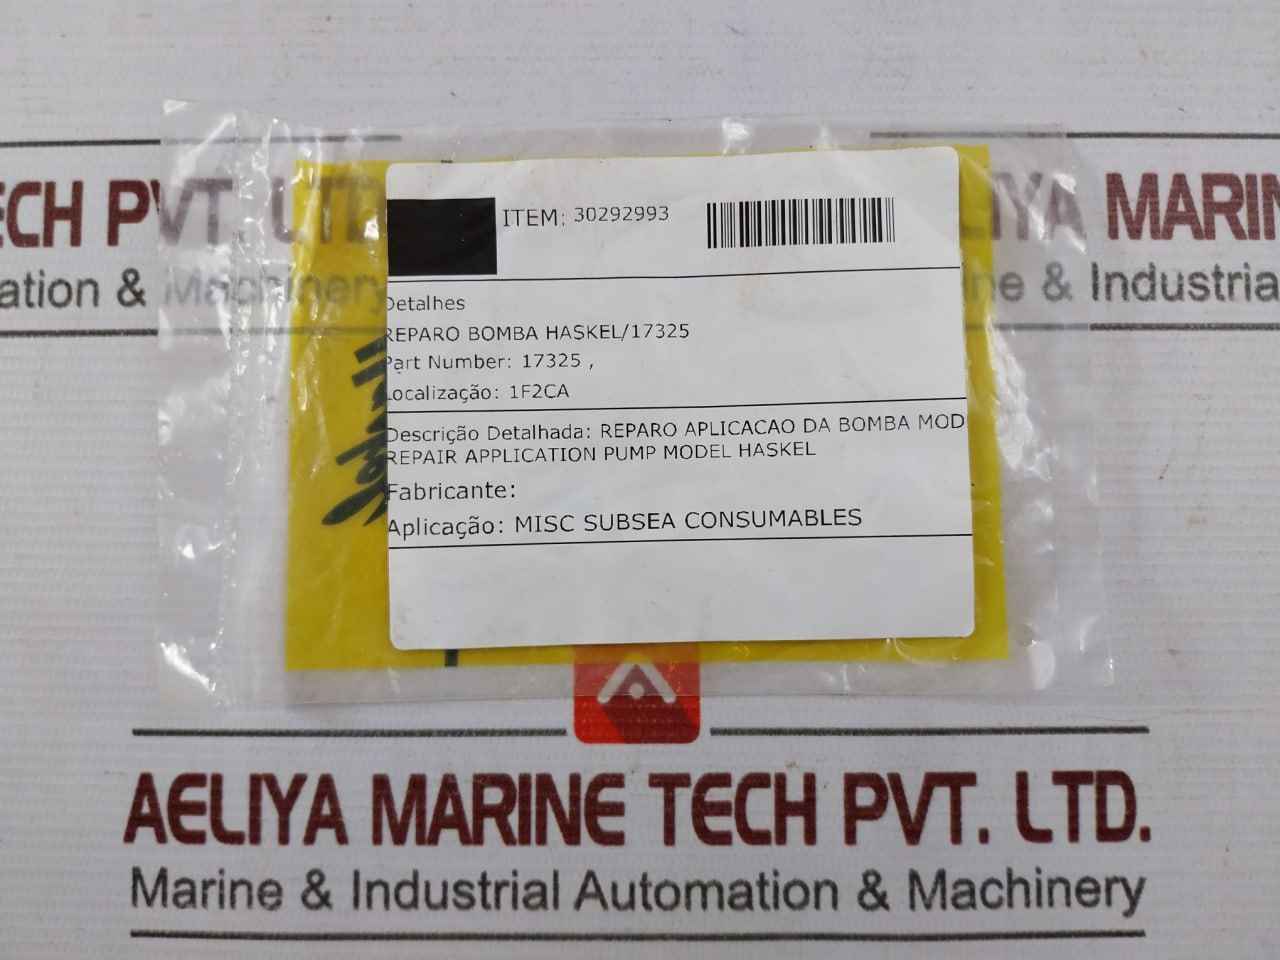 ECH PVT. LTD
IYA MARIN
ation & Machinery
ne & Industria
ITEM: 30292993
Detalhes
REPARO BOMBA HASKEL/17325
Part Number: 17325 ,
Localização: 1F2CA
Descrição Detalhada: REPARO APLICACAO DA BOMBA MOD
REPAIR APPLICATION PUMP MODEL HASKEL
Fabricante:
Aplicação: MISC SUBSEA CONSUMABLES
AELIYA MARINE TECH PVT. LTD.
Marine & Industrial Automation & Machinery